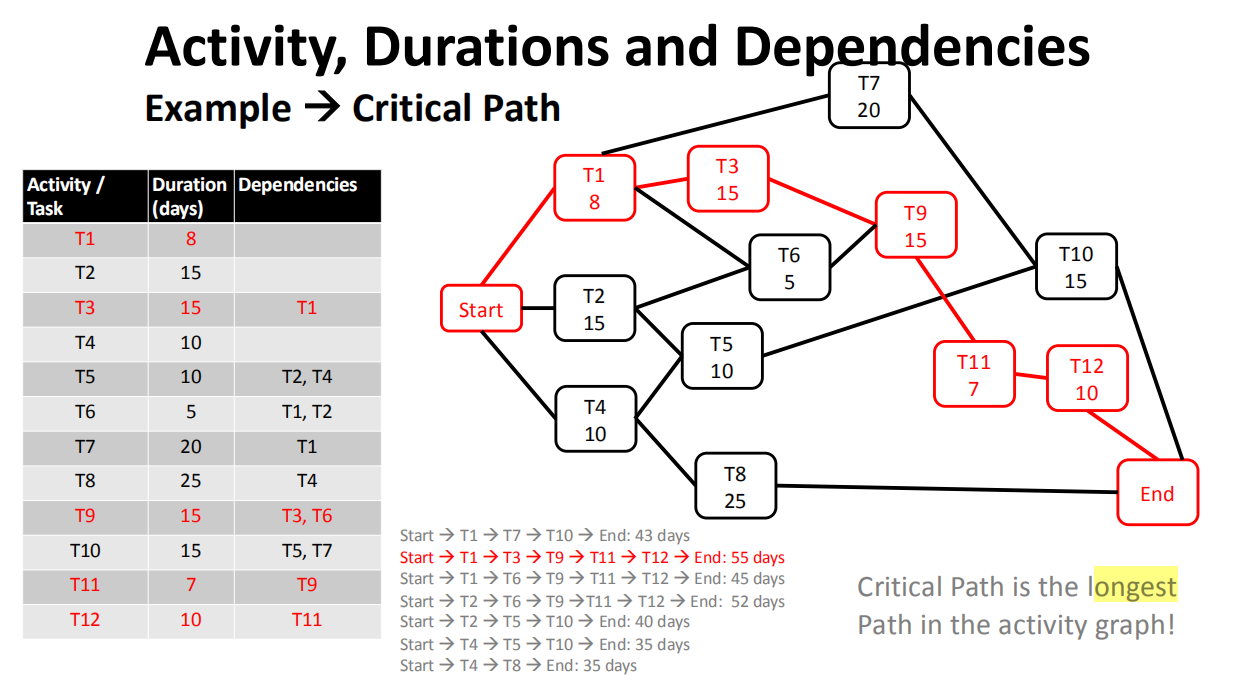 Activity, Durations and Dependencies
Example → Critical Path
Activity / Task Duration (days) Dependencies
T1 8
T2 15
T3 15 T1
T4 10
T5 10 T2, T4
T6 5 T1, T2
T7 20 T1
T8 25 T4
T9 15 T3, T6
T10 15 T5, T7
T11 7 T9
T12 10 T11
T7
20
T1
8
T3
15
T9
15
T6
5
T10
15
Start
T2
15
T5
10
T11
7
T12
10
T4
10
T8
25
End
Start → T1 → T7 → T10 → End: 43 days
Start → T1 → T3 → T9 → T11 → T12 → End: 55 days
Start → T1 → T6 → T9 → T11 → T12 → End: 45 days
Start → T2 → T6 → T9 →T11 → T12 → End: 52 days
Start → T2 → T5 → T10 → End: 40 days
Start → T4 → T5 → T10 → End: 35 days
Start → T4 → T8 → End: 35 days
Critical Path is the longest
Path in the activity graph!